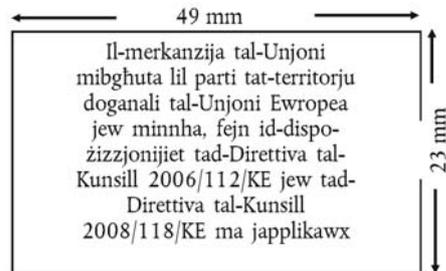 49 mm
Il-merkanzija tal-Unjoni
mibgħuta lil parti tat-territorju
doganali tal-Unjoni Ewropea
jew minnha, fejn id-dispo-
żizzjonijiet tad-Direttiva tal-
Kunsill 2006/112/KE jew tad-
Direttiva tal-Kunsill
2008/118/KE ma japplikawx
23 mm